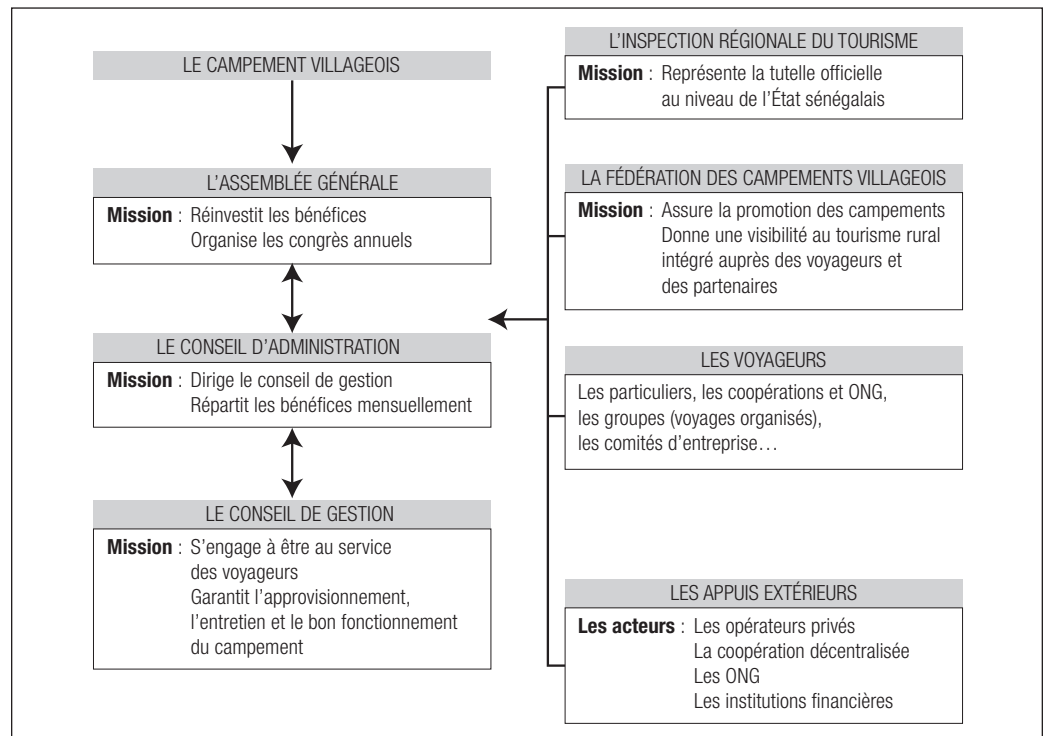 LE CAMPEMENT VILLAGEOIS
L'ASSEMBLÉE GÉNÉRALE
Mission : Réinvestit les bénéfices
Organise les congrès annuels
LE CONSEIL D'ADMINISTRATION
Mission : Dirige le conseil de gestion
Répartit les bénéfices mensuellement
LE CONSEIL DE GESTION
Mission : S'engage à être au service
des voyageurs
Garantit l'approvisionnement,
l'entretien et le bon fonctionnement
du campement
L'INSPECTION RÉGIONALE DU TOURISME
Mission : Représente la tutelle officielle
au niveau de l'État sénégalais
LA FÉDÉRATION DES CAMPEMENTS VILLAGEOIS
Mission : Assure la promotion des campements
Donne une visibilité au tourisme rural
intégré auprès des voyageurs et
des partenaires
LES VOYAGEURS
Les particuliers, les coopérations et ONG,
les groupes (voyages organisés),
les comités d'entreprise…
LES APPUIS EXTÉRIEURS
Les acteurs : Les opérateurs privés
La coopération décentralisée
Les ONG
Les institutions financières